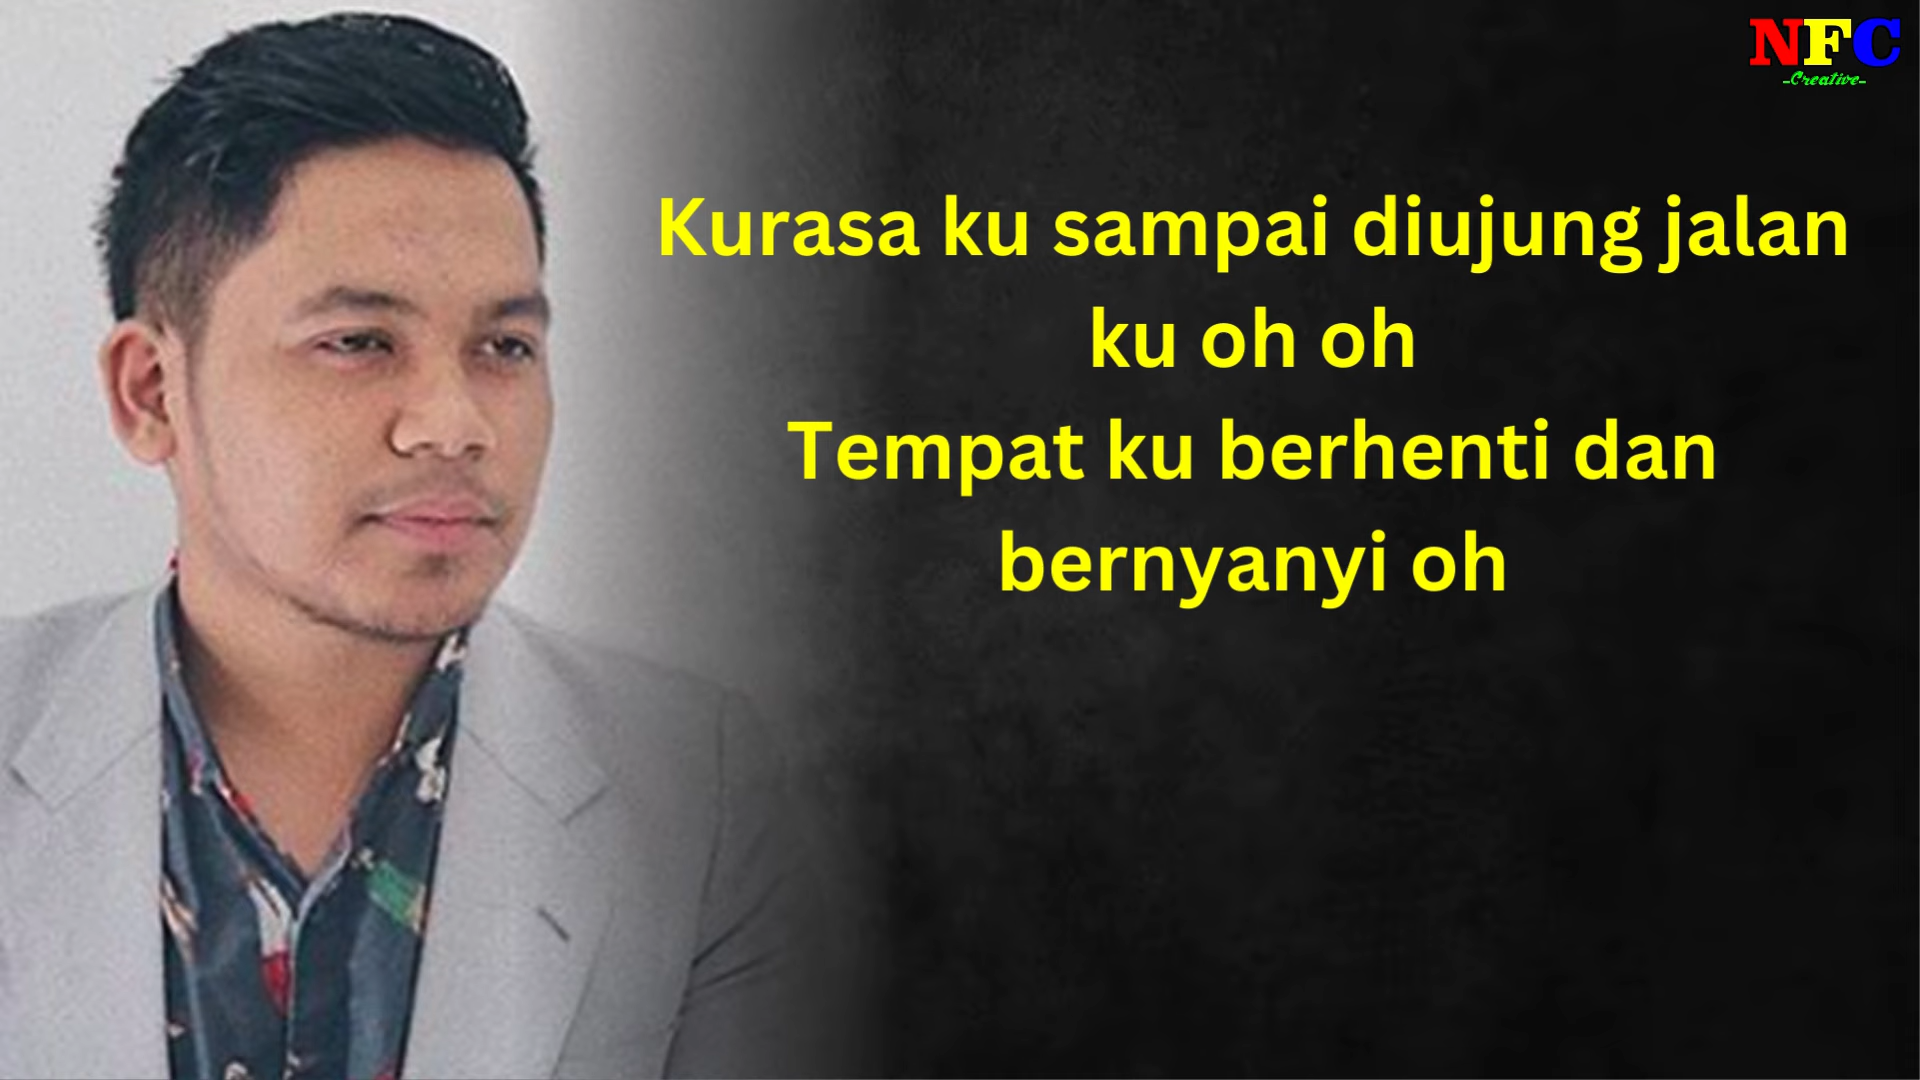 NFC
-Creative-
Kurasa ku sampai diujung jalan
ku oh oh
Tempat ku berhenti dan
bernyanyi oh